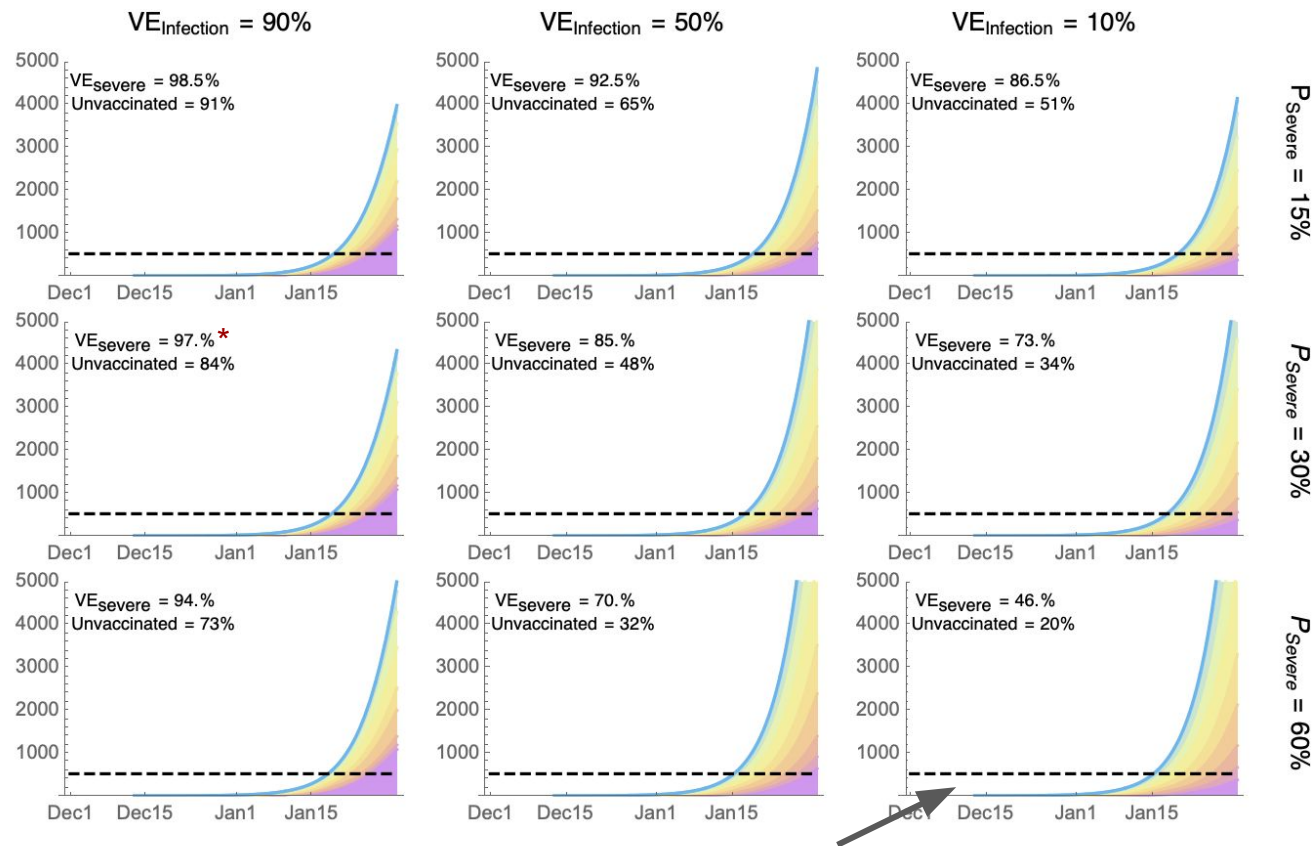 VEInfection = 90%
VEInfection = 50%
VEInfection = 10%
5000
4000
3000
2000
1000
VEsevere = 98.5%
Unvaccinated = 91%
Dec1 Dec15 Jan1 Jan15
5000
4000
3000
2000
1000
VEsevere = 92.5%
Unvaccinated = 65%
Dec1 Dec15 Jan1 Jan15
5000
4000
3000
2000
1000
VEsevere = 86.5%
Unvaccinated = 51%
Dec1 Dec15 Jan1 Jan15
PSevere = 15%
5000
4000
3000
2000
1000
VEsevere = 97.% *
Unvaccinated = 84%
Dec1 Dec15 Jan1 Jan15
5000
4000
3000
2000
1000
VEsevere = 85.%
Unvaccinated = 48%
Dec1 Dec15 Jan1 Jan15
5000
4000
3000
2000
1000
VEsevere = 73.%
Unvaccinated = 34%
Dec1 Dec15 Jan1 Jan15
PSevere = 30%
5000
4000
3000
2000
1000
VEsevere = 94.%
Unvaccinated = 73%
Dec1 Dec15 Jan1 Jan15
5000
4000
3000
2000
1000
VEsevere = 70.%
Unvaccinated = 32%
Dec1 Dec15 Jan1 Jan15
5000
4000
3000
2000
1000
VEsevere = 46.%
Unvaccinated = 20%
Dec1 Dec15 Jan1 Jan15
PSevere = 60%